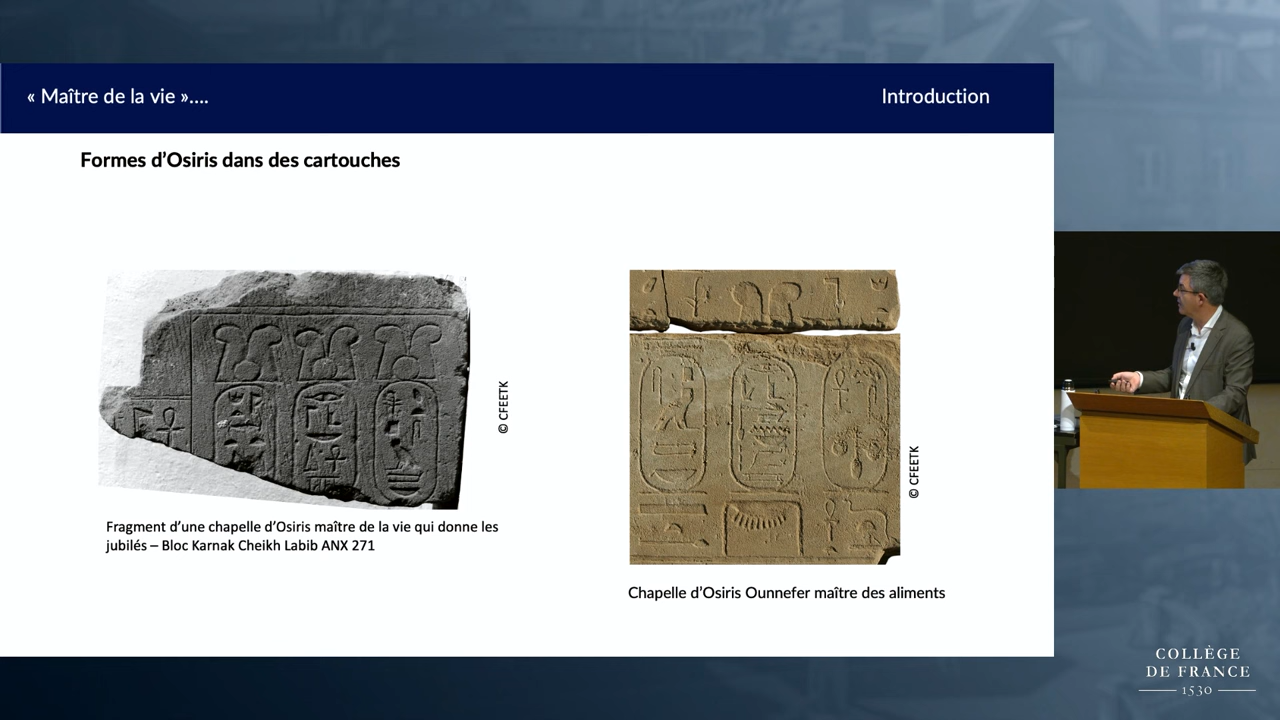 « Maître de la vie »....
Introduction
Formes d'Osiris dans des cartouches
© CFEETK
Fragment d'une chapelle d'Osiris maître de la vie qui donne les
jubilés – Bloc Karnak Cheikh Labib ANX 271
© CFEETK
Chapelle d'Osiris Ounnefer maître des aliments
COLLÈGE
DE FRANCE
1530